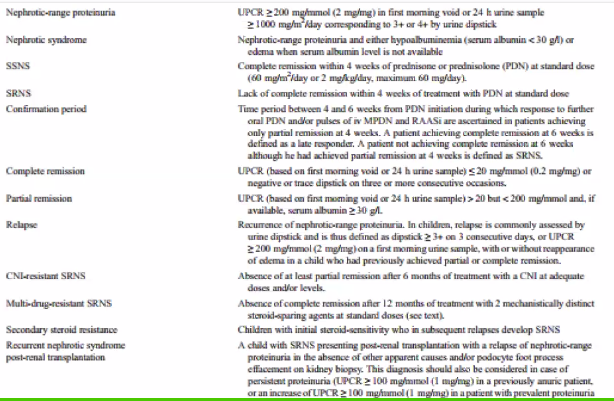 Nephrotic-range proteinuria
UPCR ≥200 mg/mmol (2 mg/mg) in first morning void or 24 h urine sample
≥1000 mg/m²/day corresponding to 3+ or 4+ by urine dipstick
Nephrotic syndrome
Nephrotic-range proteinuria and either hypoalbuminemia (serum albumin < 30 g/l) or
edema when serum albumin level is not available
SSNS
Complete remission within 4 weeks of prednisone or prednisolone (PDN) at standard dose
(60 mg/m²/day or 2 mg/kg/day, maximum 60 mg/day).
SRNS
Lack of complete remission within 4 weeks of treatment with PDN at standard dose
Confirmation period
Time period between 4 and 6 weeks from PDN initiation during which response to further
oral PDN and/or pulses of iv MPDN and RAASi are ascertained in patients achieving
only partial remission at 4 weeks. A patient achieving complete remission at 6 weeks is
defined as a late responder. A patient not achieving complete remission at 6 weeks
although he had achieved partial remission at 4 weeks is defined as SRNS.
Complete remission
UPCR (based on first morning void or 24 h urine sample) ≤ 20 mg/mmol (0.2 mg/mg) or
negative or trace dipstick on three or more consecutive occasions.
Partial remission
UPCR (based on first morning void or 24 h urine sample) > 20 but < 200 mg/mmol and, if
available, serum albumin ≥ 30 g/l.
Relapse
Recurrence of nephrotic-range proteinuria. In children, relapse is commonly assessed by
urine dipstick and is thus defined as dipstick ≥ 3+ on 3 consecutive days, or UPCR
≥ 200 mg/mmol (2 mg/mg) on a first morning urine sample, with or without reappearance
of edema in a child who had previously achieved partial or complete remission.
CNI-resistant SRNS
Absence of at least partial remission after 6 months of treatment with a CNI at adequate
doses and/or levels.
Multi-drug-resistant SRNS
Absence of complete remission after 12 months of treatment with 2 mechanistically distinct
steroid-sparing agents at standard doses (see text).
Secondary steroid resistance
Children with initial steroid-sensitivity who in subsequent relapses develop SRNS
Recurrent nephrotic syndrome
post-renal transplantation
A child with SRNS presenting post-renal transplantation with a relapse of nephrotic-range
proteinuria in the absence of other apparent causes and/or podocyte foot process
effacement on kidney biopsy. This diagnosis should also be considered in case of
persistent proteinuria (UPCR ≥ 100 mg/mmol (1 mg/mg) in a previously anuric patient,
or an increase of UPCR ≥ 100 mg/mmol (1 mg/mg) in a patient with prevalent proteinuria